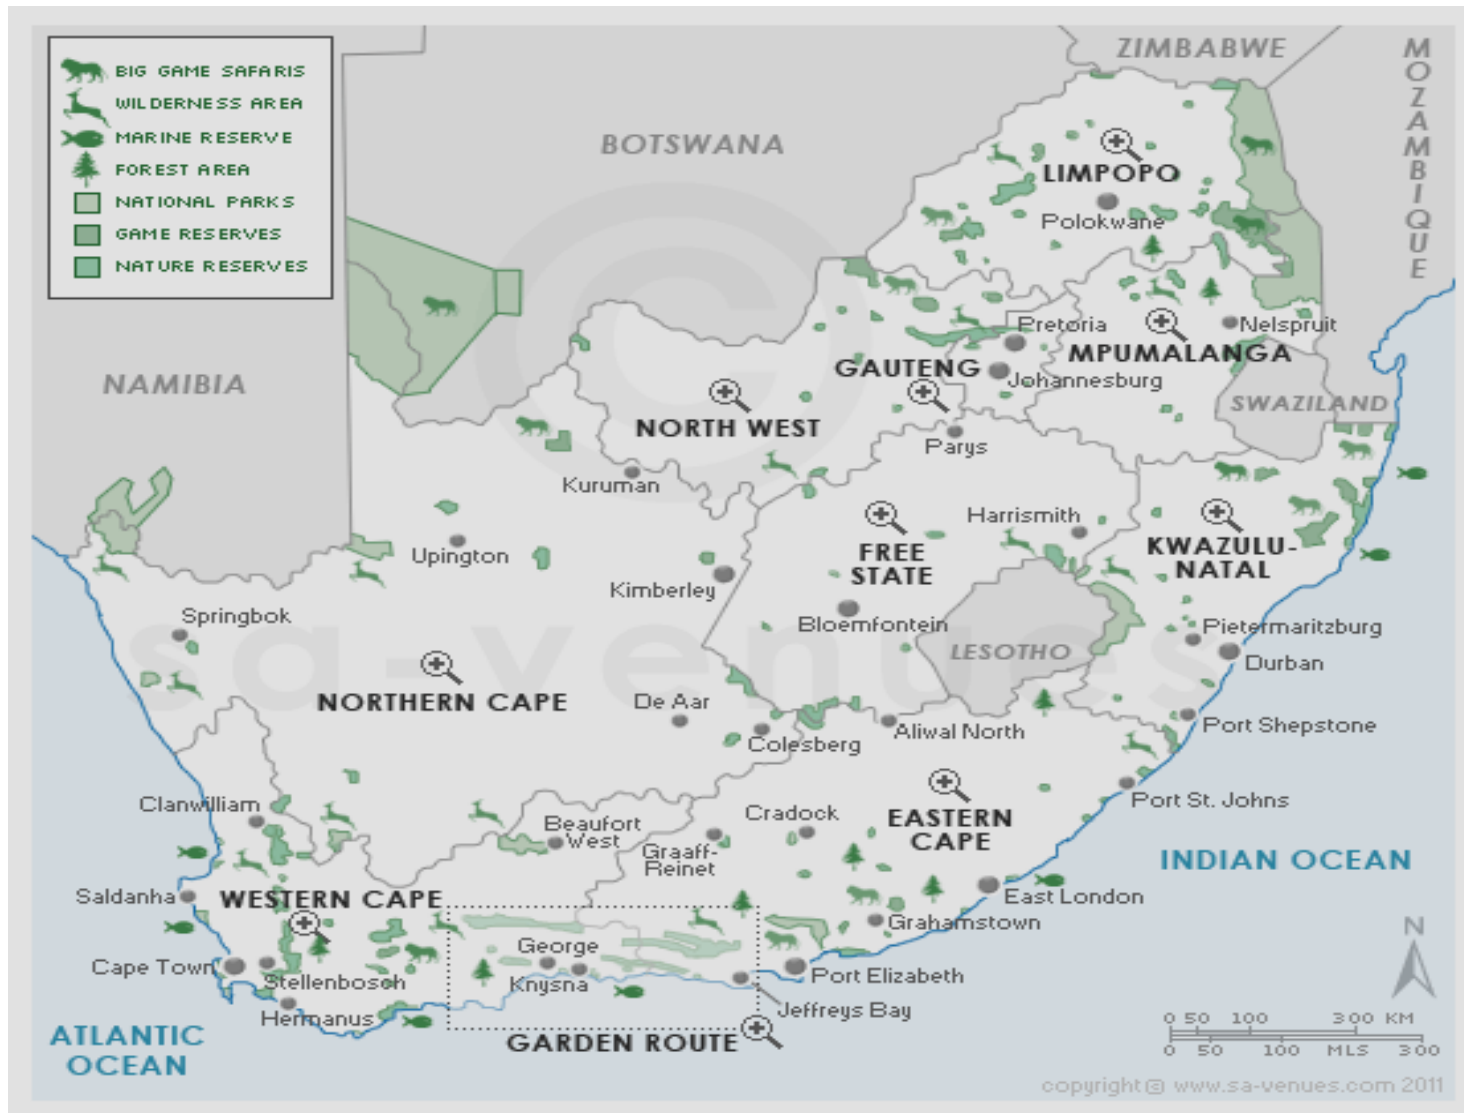 BIG GAME SAFARIS
WILDERNESS AREA
MARINE RESERVE
FOREST AREA
NATIONAL PARKS
GAME RESERVES
NATURE RESERVES
ZIMBABWE
MOZAMBIQUE
BOTSWANA
LIMPOPO
Polokwane
NAMIBIA
Pretoria
Nelspruit
MPUMALANGA
GAUTENG
Johannesburg
SWAZILAND
NORTH WEST
Parys
Kuruman
Harrismith
Upington
FREE
STATE
KWAZULU-
NATAL
Kimberley
Springbok
Bloemfontein
Pietermaritzburg
LESOTHO
Durban
sa-venues
NORTHERN CAPE
De Aar
Colesberg
Aliwal North
Port Shepstone
Clanwilliam
Beaufort
West
Cradock
EASTERN
CAPE
Port St. Johns
Graaff-
Reinet
INDIAN OCEAN
Saldanha
WESTERN CAPE
East London
Grahamstown
George
Cape Town
Stellenbosch
Knysna
Port Elizabeth
Jeffreys Bay
Hermanus
GARDEN ROUTE
ATLANTIC
OCEAN
N
0 50 100 300 KM
0 50 100 MLS 300
copyright © www.sa-venues.com 2011
©